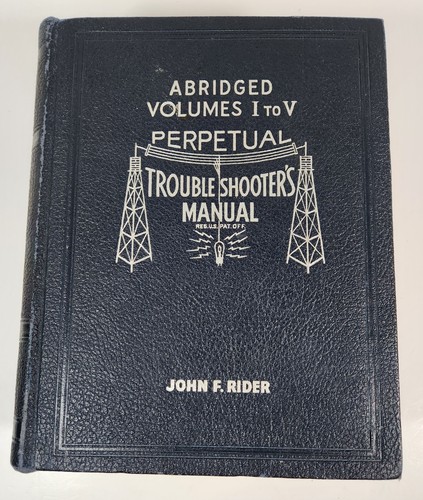 ABRIDGED
VOLUMES I TO V
PERPETUAL
TROUBLE SHOOTER'S
MANUAL
REG. U.S. PAT. OFF.
JOHN F. RIDER